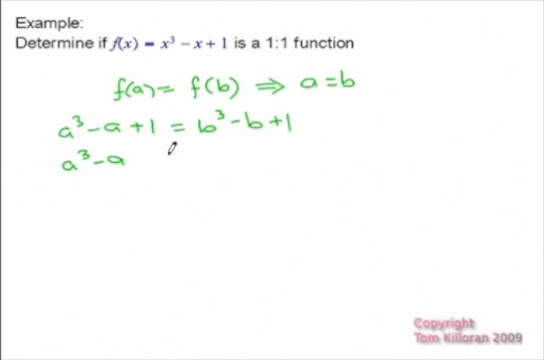 Example:
Determine if f(x) = x³ − x + 1 is a 1:1 function
f(a) = f(b) ⇒ a = b
a³ − a + 1 = b³ − b + 1
a³ − a
Copyright
Tom Killoran 2009